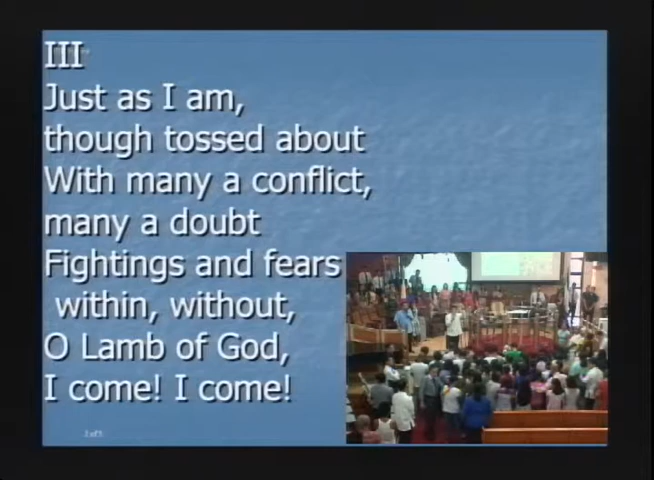 III
Just as I am,
though tossed about
With many a conflict,
many a doubt
Fightings and fears
within, without,
O Lamb of God,
I come! I come!